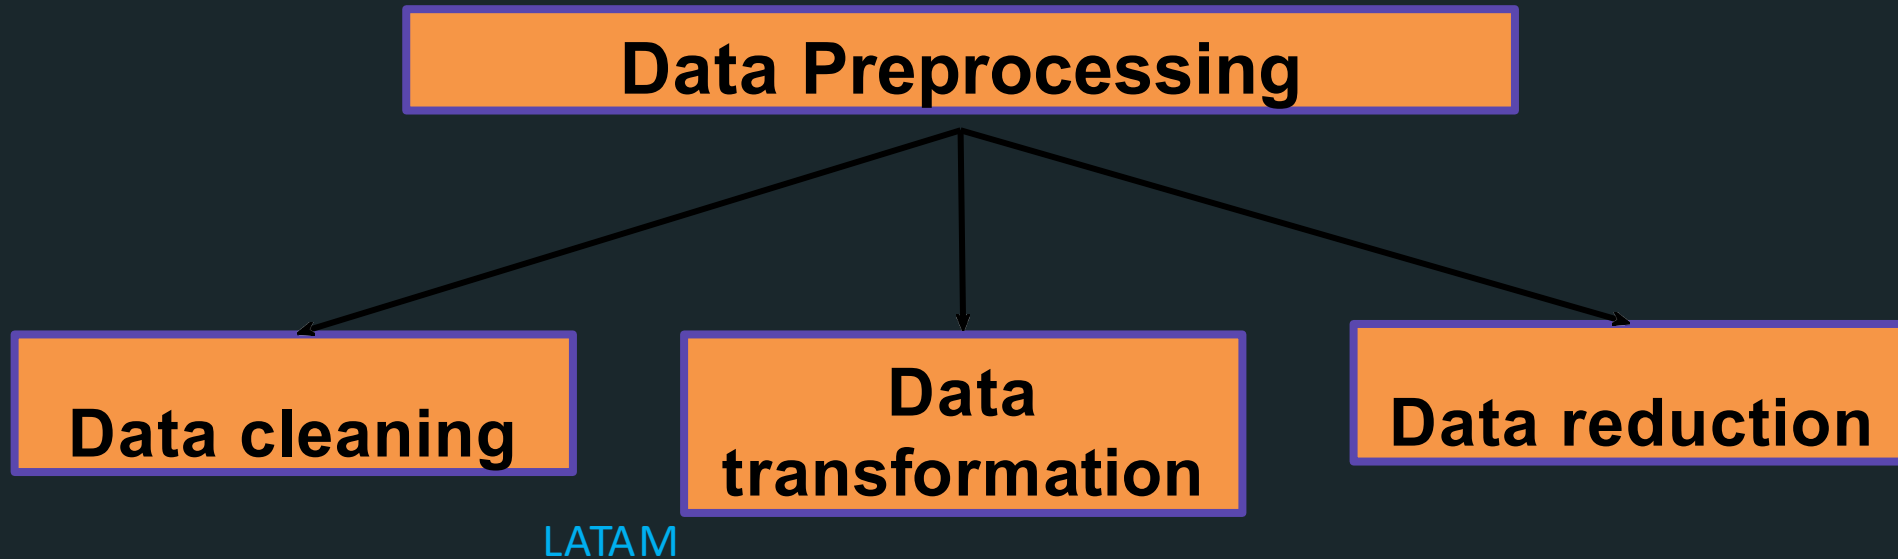 Data Preprocessing
Data cleaning
Data
transformation
Data reduction
LATAM